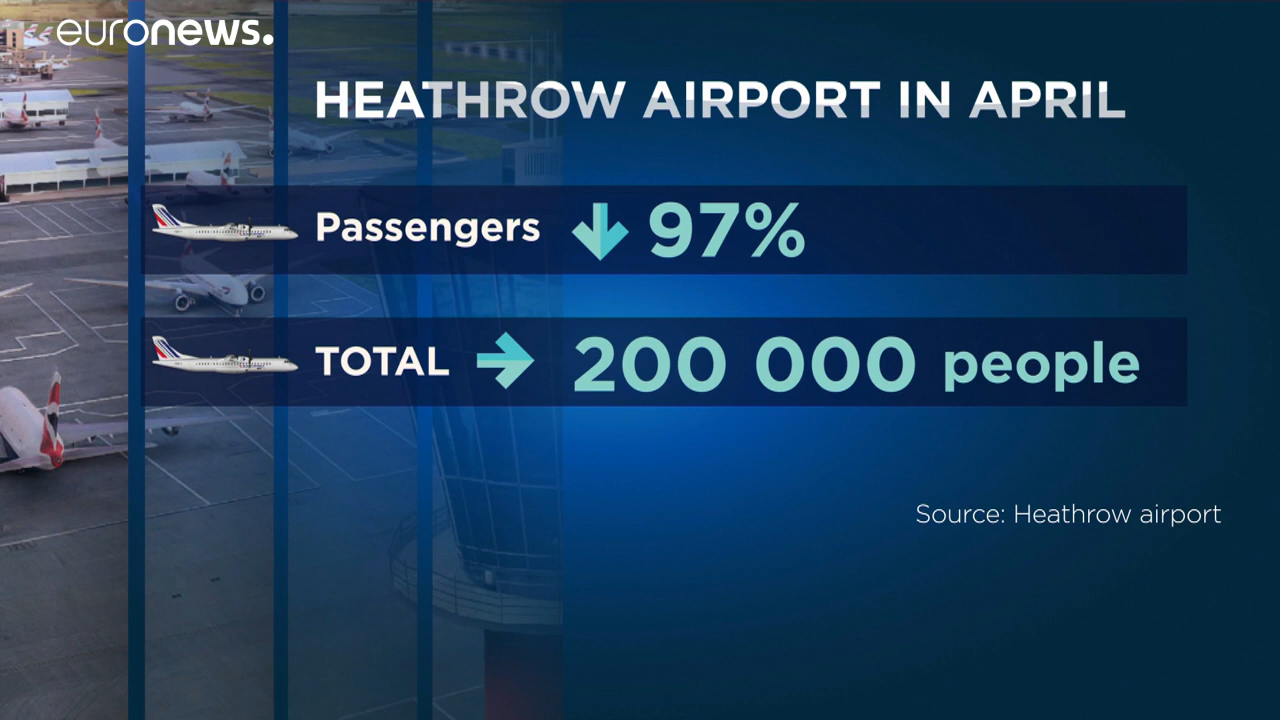 euronews.
HEATHROW AIRPORT IN APRIL
Passengers 97%
TOTAL 200 000 people
Source: Heathrow airport